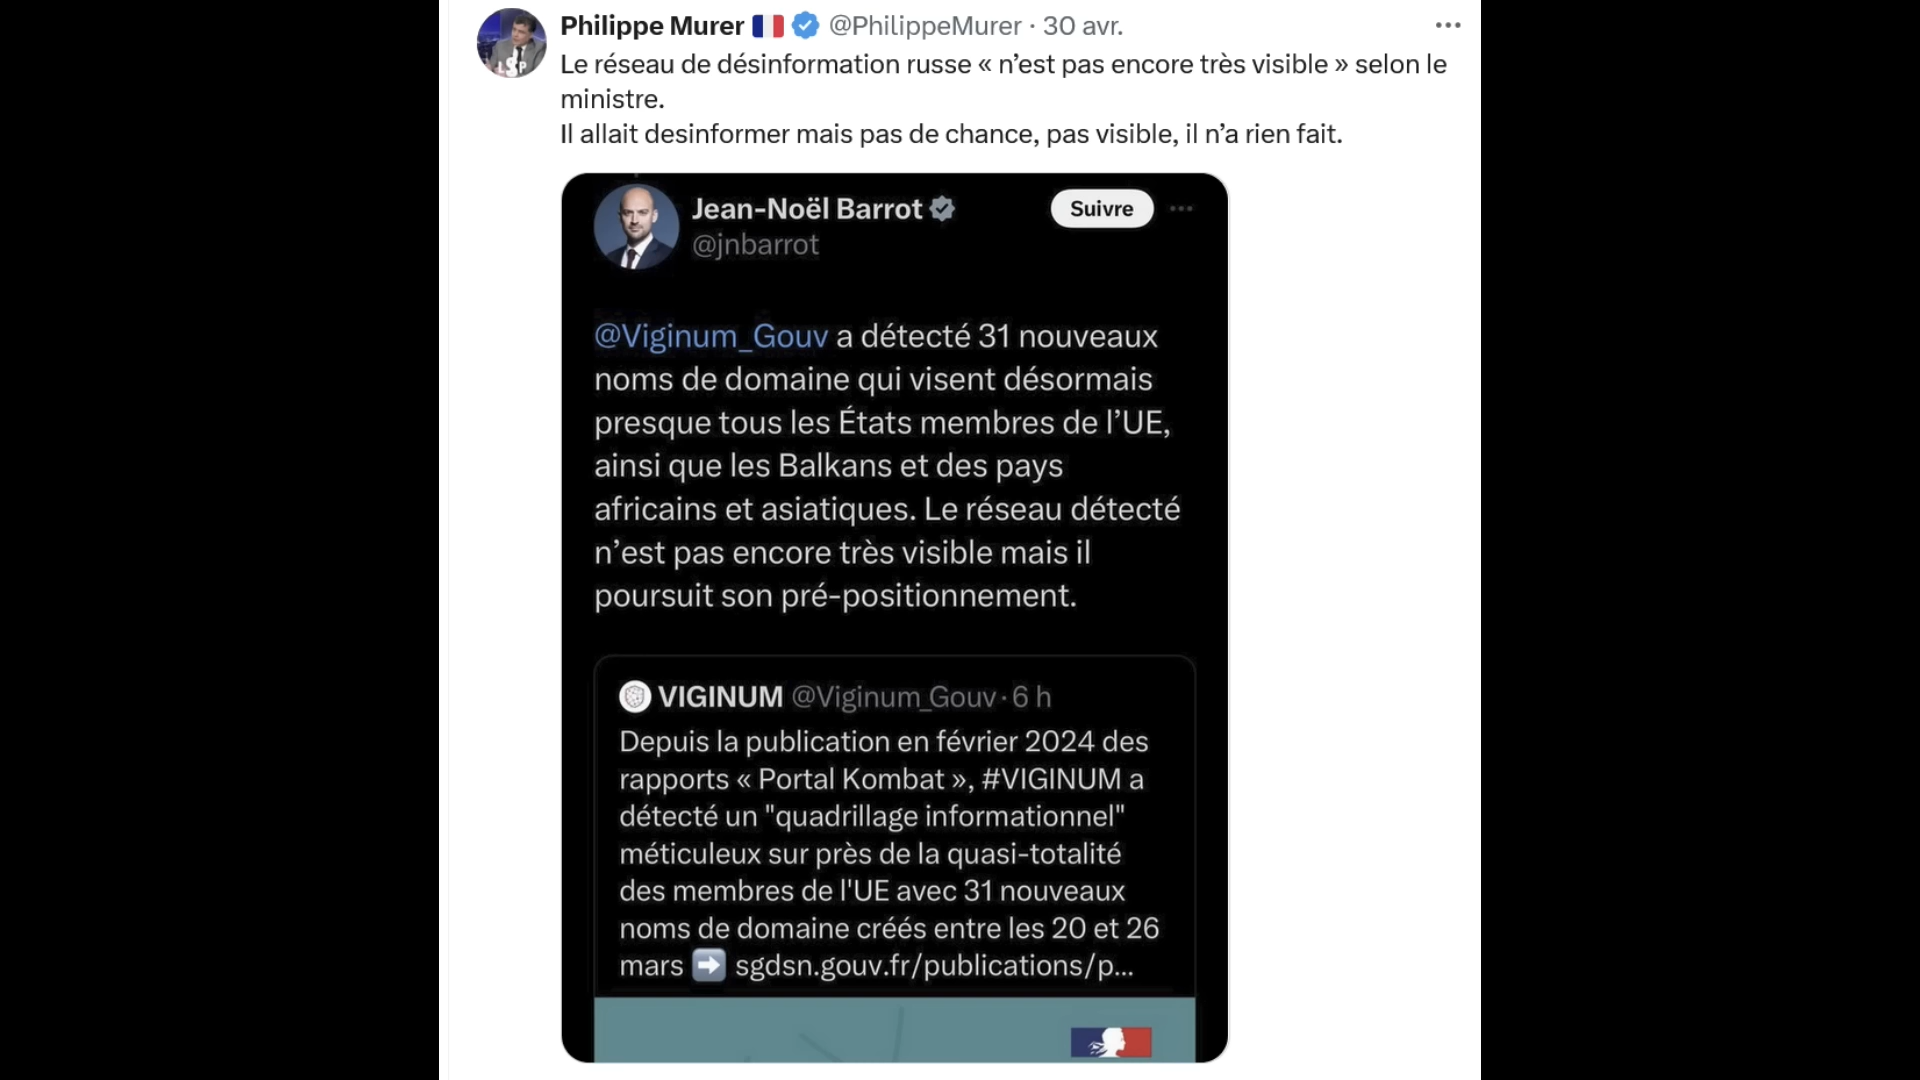 Philippe Murer @PhilippeMurer · 30 avr.
Le réseau de désinformation russe « n’est pas encore très visible » selon le
ministre.
Il allait desinformer mais pas de chance, pas visible, il n’a rien fait.
LSP
Jean-Noël Barrot
Suivre
@jnbarrot
@Viginum_Gouv a détecté 31 nouveaux
noms de domaine qui visent désormais
presque tous les États membres de l’UE,
ainsi que les Balkans et des pays
africains et asiatiques. Le réseau détecté
n’est pas encore très visible mais il
poursuit son pré-positionnement.
VIGINUM @Viginum_Gouv · 6 h
Depuis la publication en février 2024 des
rapports « Portal Kombat », #VIGINUM a
détecté un "quadrillage informationnel"
méticuleux sur près de la quasi-totalité
des membres de l'UE avec 31 nouveaux
noms de domaine créés entre les 20 et 26
mars ➡ sgdsn.gouv.fr/publications/p...